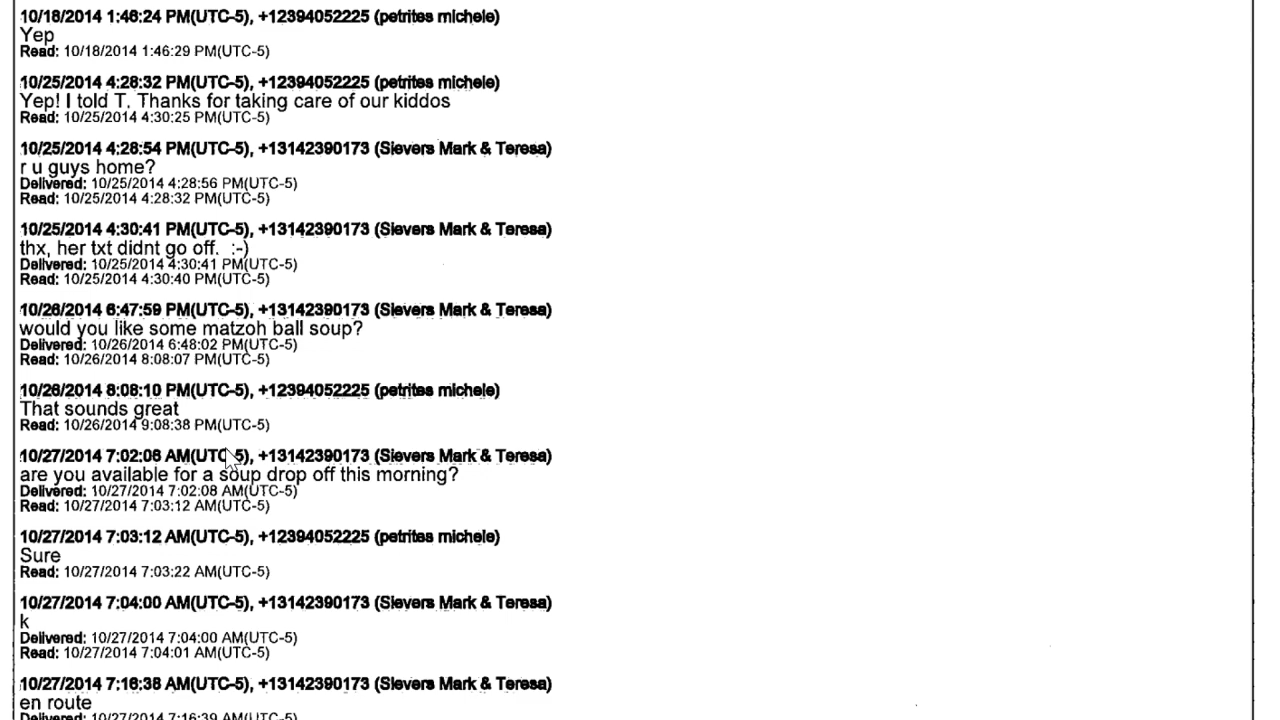 10/18/2014 1:46:24 PM(UTC-5), +12394052225 (petrites michele)
Yep
Read: 10/18/2014 1:46:29 PM(UTC-5)
10/25/2014 4:28:32 PM(UTC-5), +12394052225 (petrites michele)
Yep! I told T. Thanks for taking care of our kiddos
Read: 10/25/2014 4:30:25 PM(UTC-5)
10/25/2014 4:28:54 PM(UTC-5), +13142390173 (Sievers Mark & Teresa)
r u guys home?
Delivered: 10/25/2014 4:28:56 PM(UTC-5)
Read: 10/25/2014 4:28:32 PM(UTC-5)
10/25/2014 4:30:41 PM(UTC-5), +13142390173 (Sievers Mark & Teresa)
thx, her txt didnt go off.  :-)
Delivered: 10/25/2014 4:30:41 PM(UTC-5)
Read: 10/25/2014 4:30:40 PM(UTC-5)
10/26/2014 6:47:59 PM(UTC-5), +13142390173 (Sievers Mark & Teresa)
would you like some matzoh ball soup?
Delivered: 10/26/2014 6:48:02 PM(UTC-5)
Read: 10/26/2014 8:08:07 PM(UTC-5)
10/26/2014 8:08:10 PM(UTC-5), +12394052225 (petrites michele)
That sounds great
Read: 10/26/2014 9:08:38 PM(UTC-5)
10/27/2014 7:02:06 AM(UTC-5), +13142390173 (Sievers Mark & Teresa)
are you available for a soup drop off this morning?
Delivered: 10/27/2014 7:02:08 AM(UTC-5)
Read: 10/27/2014 7:03:12 AM(UTC-5)
10/27/2014 7:03:12 AM(UTC-5), +12394052225 (petrites michele)
Sure
Read: 10/27/2014 7:03:22 AM(UTC-5)
10/27/2014 7:04:00 AM(UTC-5), +13142390173 (Sievers Mark & Teresa)
k
Delivered: 10/27/2014 7:04:00 AM(UTC-5)
Read: 10/27/2014 7:04:01 AM(UTC-5)
10/27/2014 7:16:38 AM(UTC-5), +13142390173 (Sievers Mark & Teresa)
en route
Delivered: 10/27/2014 7:16:39 AM(UTC-5)